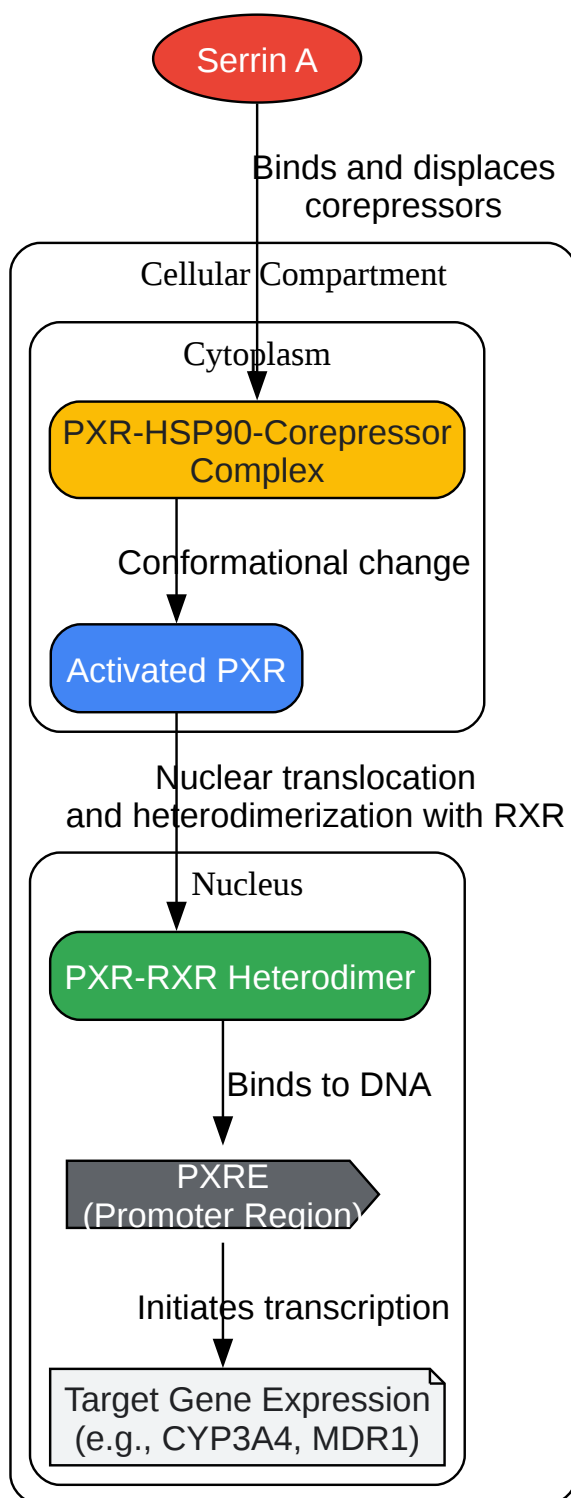 Serrin A
Binds and displaces
corepressors
Cellular Compartment
Cytoplasm
PXR-HSP90-Corepressor
Complex
Conformational change
Activated PXR
Nuclear translocation
and heterodimerization with RXR
Nucleus
PXR-RXR Heterodimer
Binds to DNA
PXRE
(Promoter Region)
Initiates transcription
Target Gene Expression
(e.g., CYP3A4, MDR1)